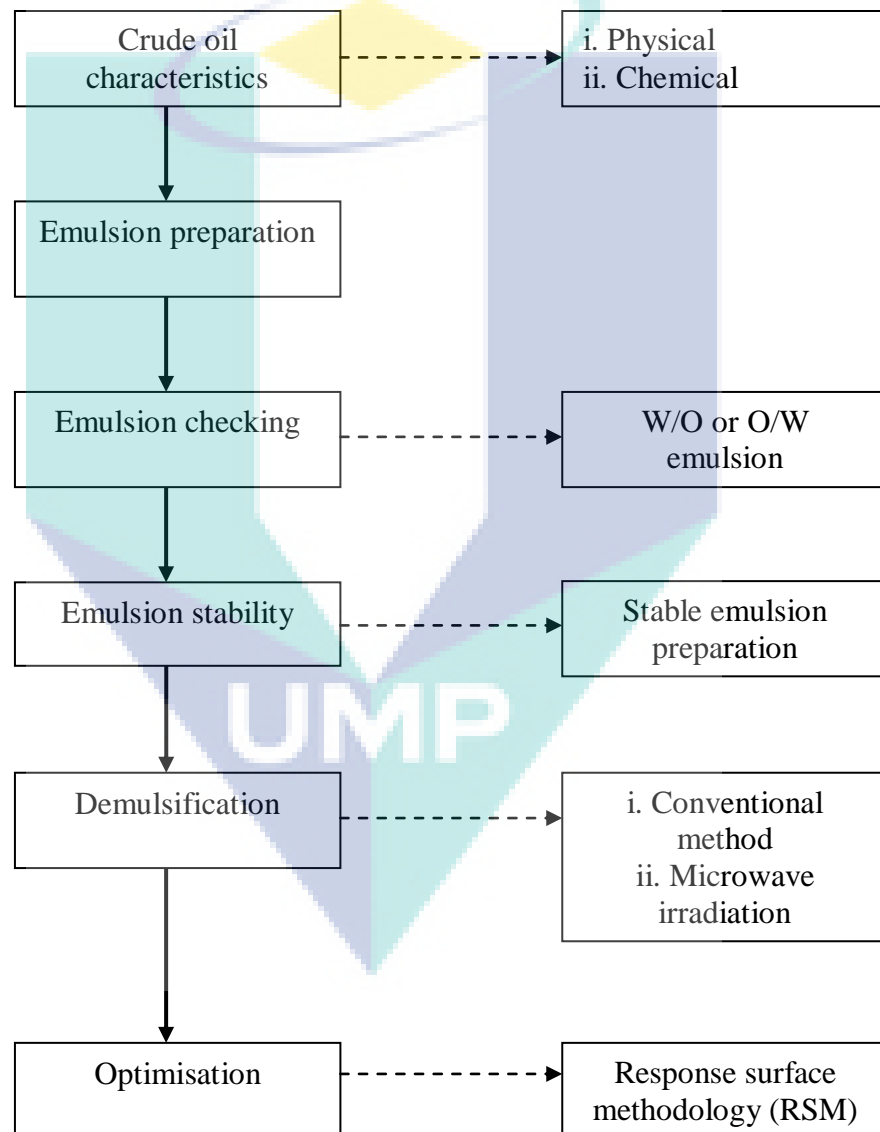 Crude oil
characteristics
i. Physical
ii. Chemical
Emulsion preparation
Emulsion checking
W/O or O/W
emulsion
Emulsion stability
Stable emulsion
preparation
UMP
Demulsification
i. Conventional
method
ii. Microwave
irradiation
Optimisation
Response surface
methodology (RSM)